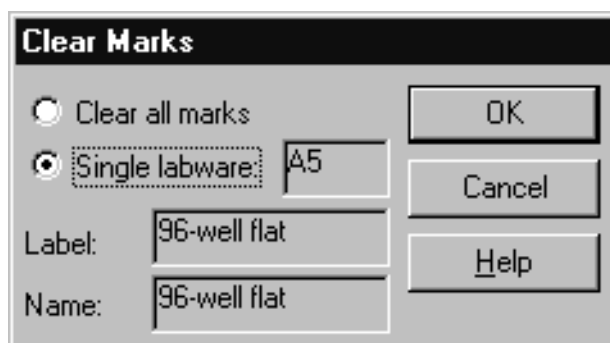 Clear Marks
Clear all marks
OK
Single labware:
A5
Cancel
Label:
96-well flat
Help
Name:
96-well flat